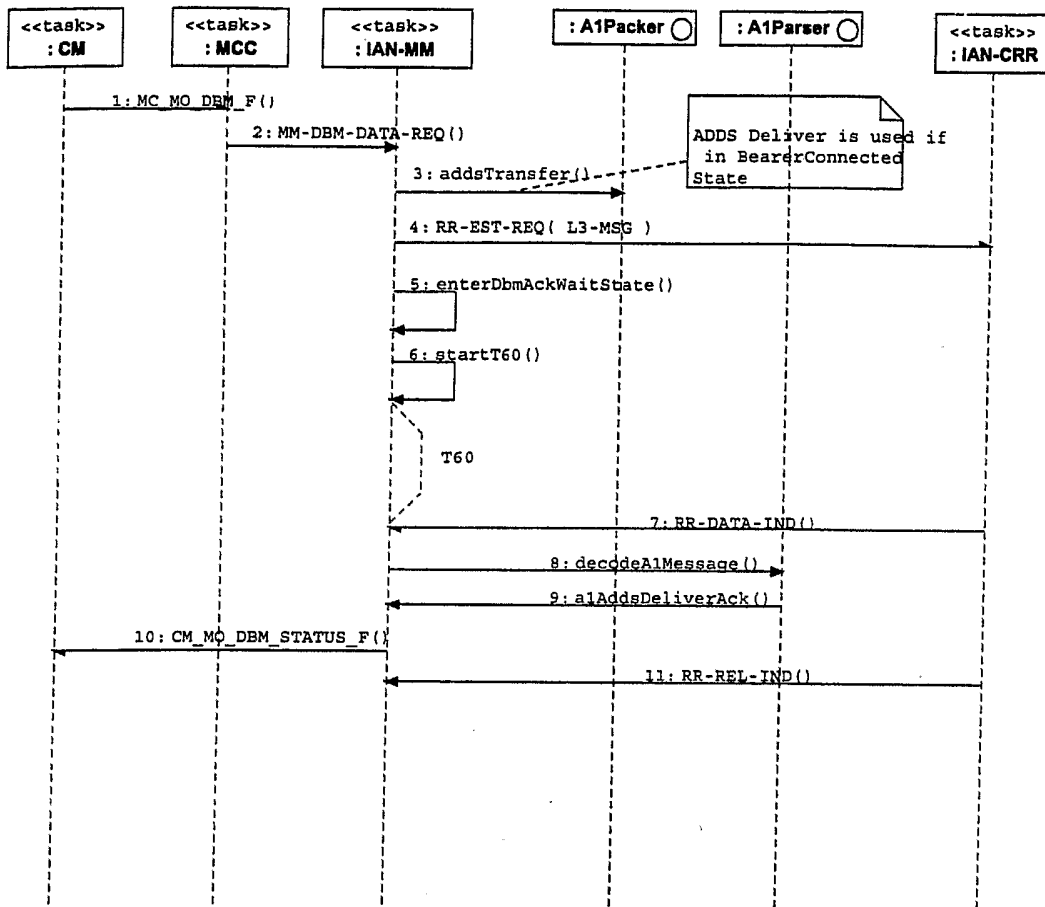 <<task>>
: CM
<<task>>
: MCC
<<task>>
: IAN-MM
: A1Packer
: A1Parser
<<task>>
: IAN-CRR
1: MC_MO_DBM_F()
2: MM-DBM-DATA-REQ()
ADDS Deliver is used if
in BearerConnected
State
3: addsTransfer()
4: RR-EST-REQ( L3-MSG )
5: enterDbmAckWaitState()
6: startT60()
T60
7: RR-DATA-IND()
8: decodeA1Message()
9: a1AddsDeliverAck()
10: CM_MO_DBM_STATUS_F()
11: RR-REL-IND()